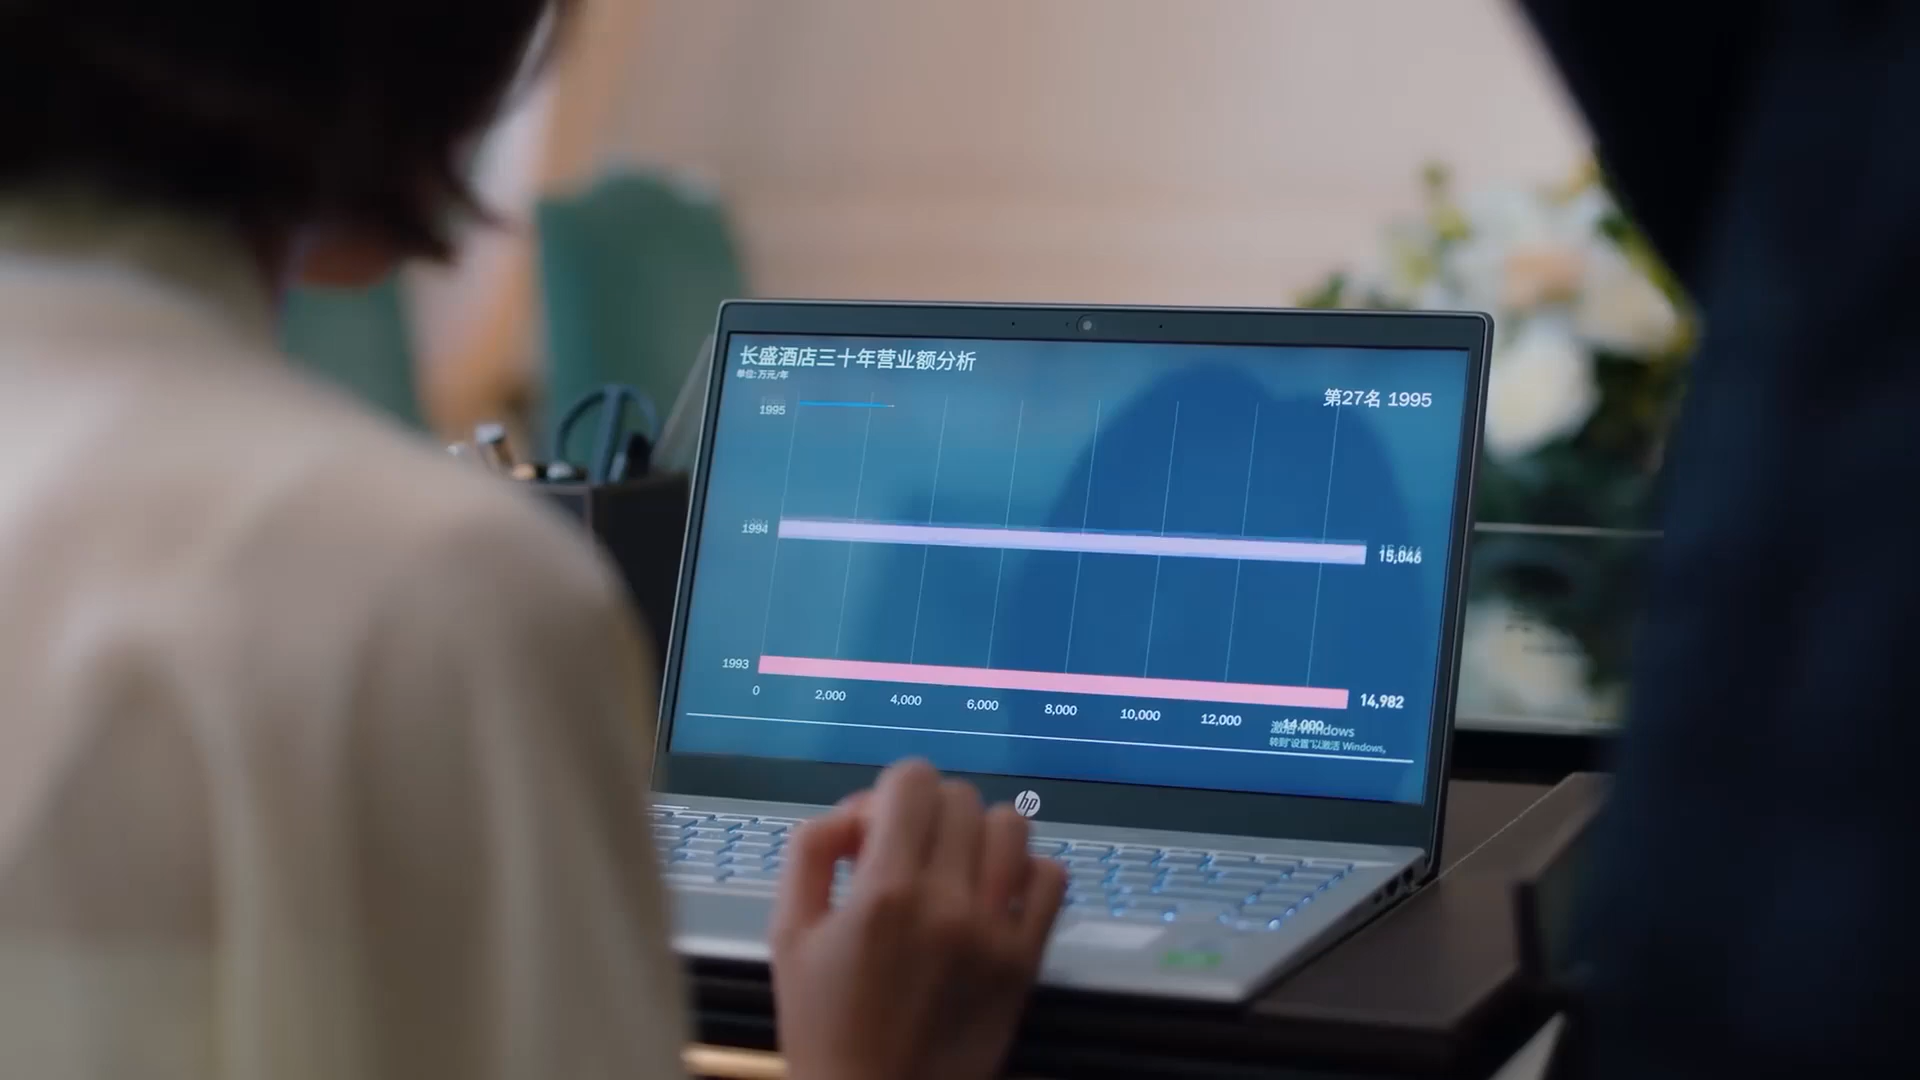 长盛酒店三十年营业额分析
单位: 万元/年
第27名 1995
1995
1994
15,046
1993
14,982
0
2,000
4,000
6,000
8,000
10,000
12,000
14,000
激活 Windows
转到"设置"以激活 Windows。
hp